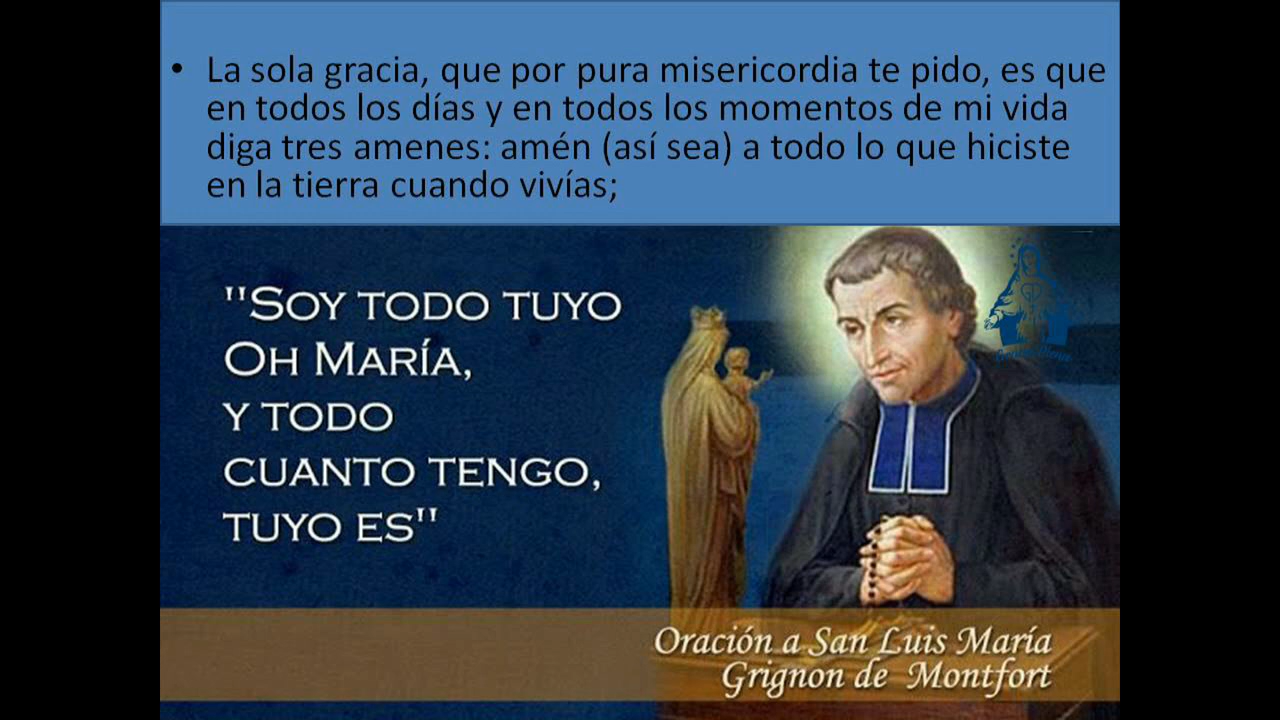 • La sola gracia, que por pura misericordia te pido, es que
en todos los días y en todos los momentos de mi vida
diga tres amenes: amén (así sea) a todo lo que hiciste
en la tierra cuando vivías;
"SOY TODO TUYO
OH MARÍA,
Y TODO
CUANTO TENGO,
TUYO ES"
Oración a San Luis María
Grignon de Montfort